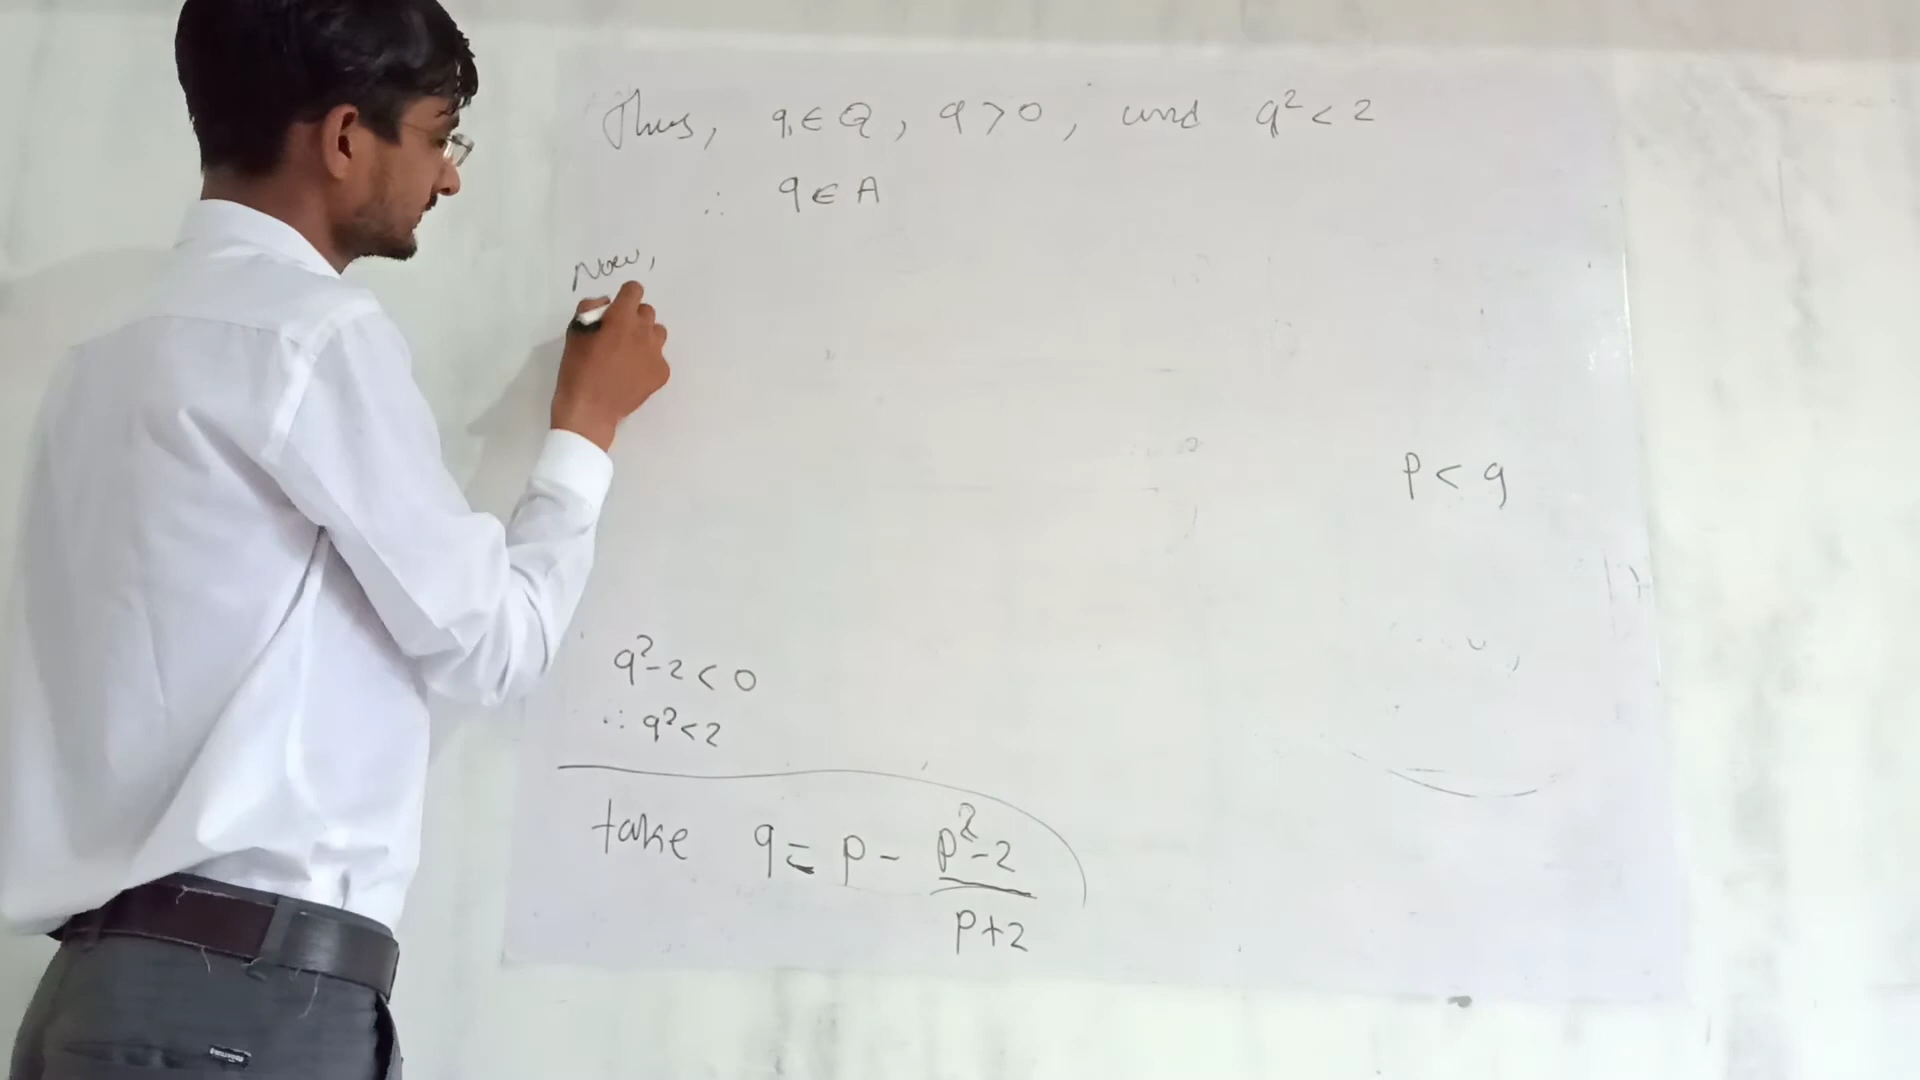 Thus, q ∈ Q, q > 0, and q² < 2
∴ q ∈ A
Now,
p < q
q² - 2 < 0
∴ q² < 2
take q = p - (p² - 2)/(p + 2)